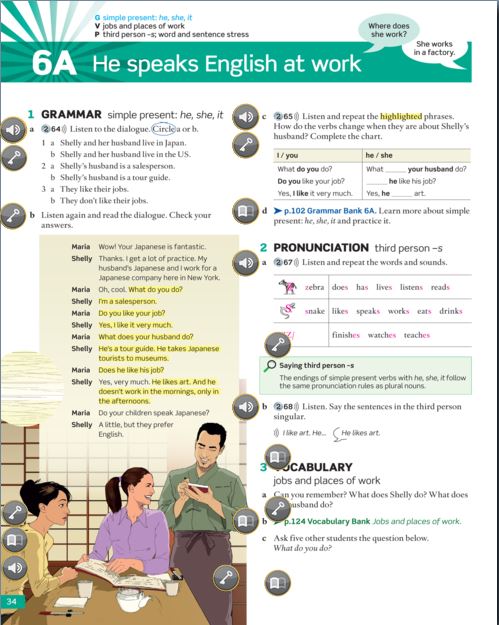 G simple present: he, she, it
V jobs and places of work
P third person –s; word and sentence stress
Where does
she work?
She works
in a factory.
6A He speaks English at work
1 GRAMMAR simple present: he, she, it
a 2 64)) Listen to the dialogue. Circle a or b.
1 a Shelly and her husband live in Japan.
b Shelly and her husband live in the US.
2 a Shelly's husband is a salesperson.
b Shelly's husband is a tour guide.
3 a They like their jobs.
b They don't like their jobs.
b Listen again and read the dialogue. Check your
answers.
Maria Wow! Your Japanese is fantastic.
Shelly Thanks. I get a lot of practice. My
husband's Japanese and I work for a
Japanese company here in New York.
Maria Oh, cool. What do you do?
Shelly I'm a salesperson.
Maria Do you like your job?
Shelly Yes, I like it very much.
Maria What does your husband do?
Shelly He's a tour guide. He takes Japanese
tourists to museums.
Maria Does he like his job?
Shelly Yes, very much. He likes art. And he
doesn't work in the mornings, only in
the afternoons.
Maria Do your children speak Japanese?
Shelly A little, but they prefer
English.
34
c 2 65)) Listen and repeat the highlighted phrases.
How do the verbs change when they are about Shelly's
husband? Complete the chart.
I / you he / she
What do you do? What ______ your husband do?
Do you like your job? ______ he like his job?
Yes, I like it very much. Yes, he ______ art.
d p.102 Grammar Bank 6A. Learn more about simple
present: he, she, it and practice it.
2 PRONUNCIATION third person –s
a 2 67)) Listen and repeat the words and sounds.
zebra does has lives listens reads
snake likes speaks works eats drinks
/ɪz/ finishes watches teaches
Saying third person –s
The endings of simple present verbs with he, she, it follow
the same pronunciation rules as plural nouns.
b 2 68)) Listen. Say the sentences in the third person
singular.
)) I like art. He... He likes art.
3 VOCABULARY
jobs and places of work
a Can you remember? What does Shelly do? What does
husband do?
b p.124 Vocabulary Bank Jobs and places of work.
c Ask five other students the question below.
What do you do?